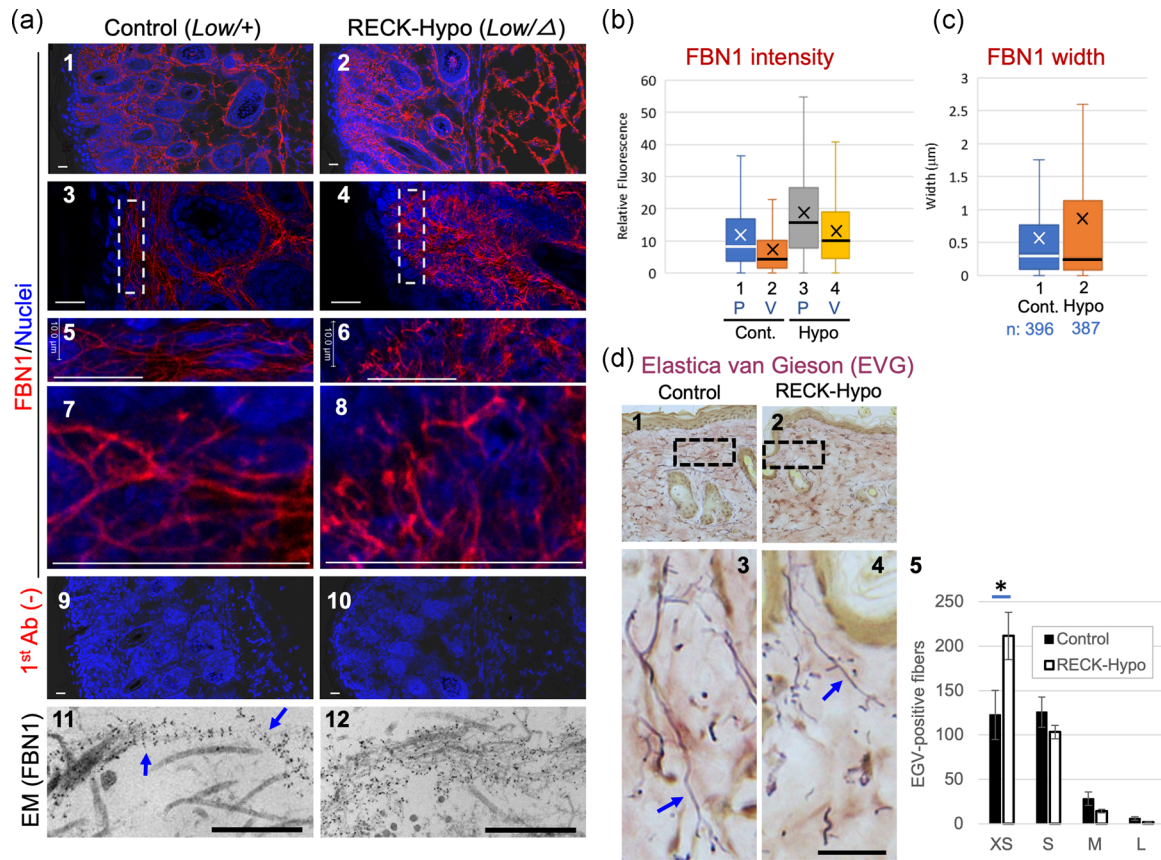 (a)
Control (Low/+)
RECK-Hypo (Low/△)
FBN1/Nuclei
1
2
3
4
5
10.0 µm
6
10.0 µm
7
8
1st Ab (-)
9
10
EM (FBN1)
11
12
(b)
FBN1 intensity
Relative Fluorescence
60
50
40
30
20
10
0
1 2 3 4
P V P V
Cont. Hypo
(c)
FBN1 width
Width (µm)
3
2.5
2
1.5
1
0.5
0
1 2
Cont. Hypo
n: 396 387
(d)
Elastica van Gieson (EVG)
Control
RECK-Hypo
1
2
3
4
5
EGV-positive fibers
250
200
150
100
50
0
*
Control
RECK-Hypo
XS S M L